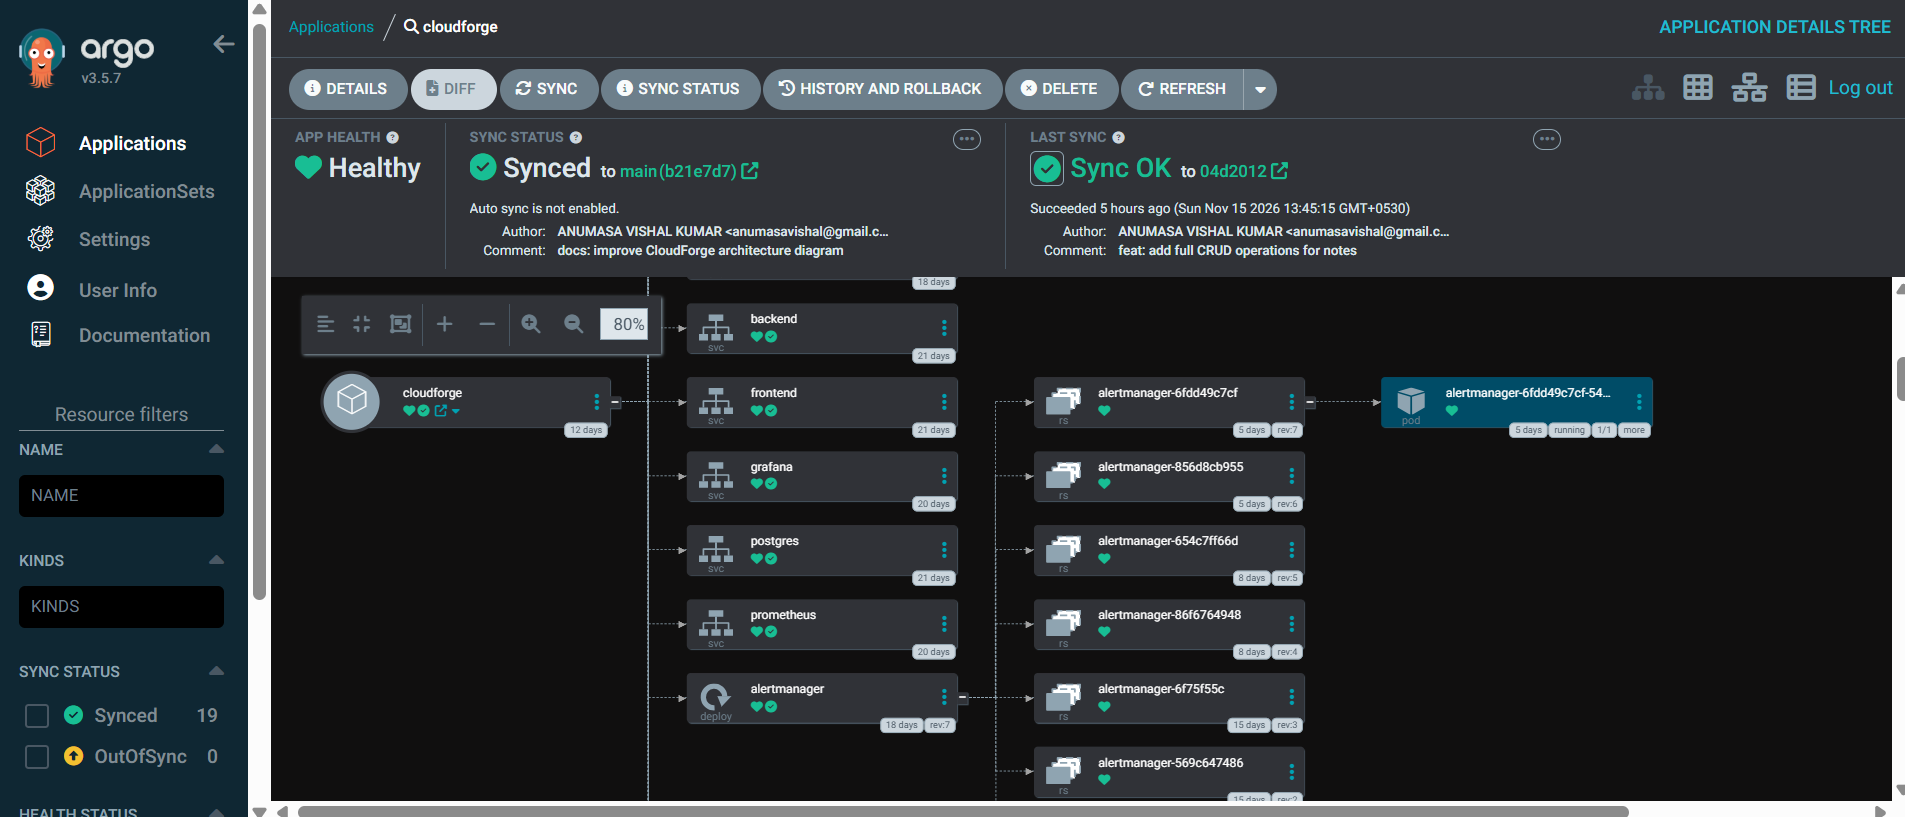 argo
v3.5.7
Applications
ApplicationSets
Settings
User Info
Documentation
Resource filters
NAME
NAME
KINDS
KINDS
SYNC STATUS
Synced 19
OutOfSync 0
HEALTH STATUS
Applications / cloudforge
APPLICATION DETAILS TREE
DETAILS DIFF SYNC SYNC STATUS HISTORY AND ROLLBACK DELETE REFRESH
Log out
APP HEALTH
Healthy
SYNC STATUS
Synced to main (b21e7d7)
Auto sync is not enabled.
Author: ANUMASA VISHAL KUMAR <anumasavishal@gmail.c...
Comment: docs: improve CloudForge architecture diagram
LAST SYNC
Sync OK to 04d2012
Succeeded 5 hours ago (Sun Nov 15 2026 13:45:15 GMT+0530)
Author: ANUMASA VISHAL KUMAR <anumasavishal@gmail.c...
Comment: feat: add full CRUD operations for notes
80%
cloudforge
12 days
18 days
backend
svc
21 days
frontend
svc
21 days
grafana
svc
20 days
postgres
svc
21 days
prometheus
svc
20 days
alertmanager
deploy
18 days rev:7
alertmanager-6fdd49c7cf
rs
5 days rev:7
alertmanager-856d8cb955
rs
5 days rev:6
alertmanager-654c7ff66d
rs
8 days rev:5
alertmanager-86f6764948
rs
8 days rev:4
alertmanager-6f75f55c
rs
15 days rev:3
alertmanager-569c647486
rs
15 days rev:2
alertmanager-6fdd49c7cf-54...
pod
5 days running 1/1 more